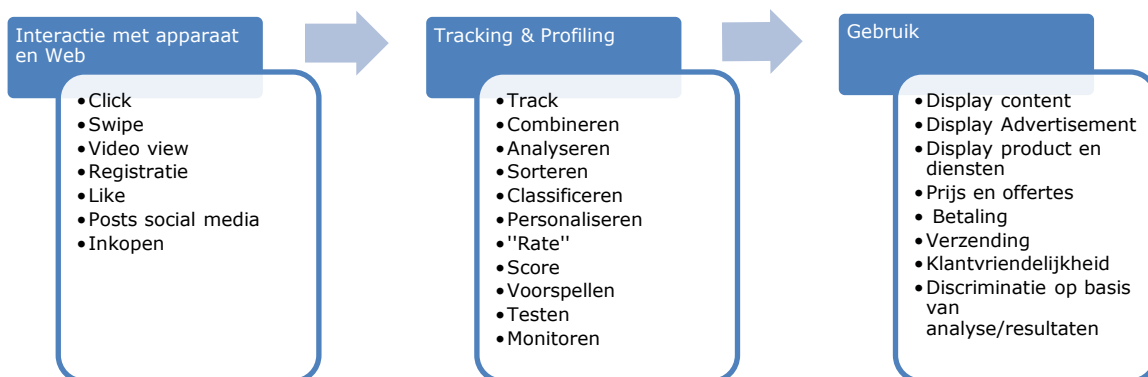 Interactie met apparaat
en Web
• Click
• Swipe
• Video view
• Registratie
• Like
• Posts social media
• Inkopen
Tracking & Profiling
• Track
• Combineren
• Analyseren
• Sorteren
• Classificeren
• Personaliseren
• "Rate"
• Score
• Voorspellen
• Testen
• Monitoren
Gebruik
• Display content
• Display Advertisement
• Display product en
diensten
• Prijs en offertes
• Betaling
• Verzending
• Klantvriendelijkheid
• Discriminatie op basis
van
analyse/resultaten